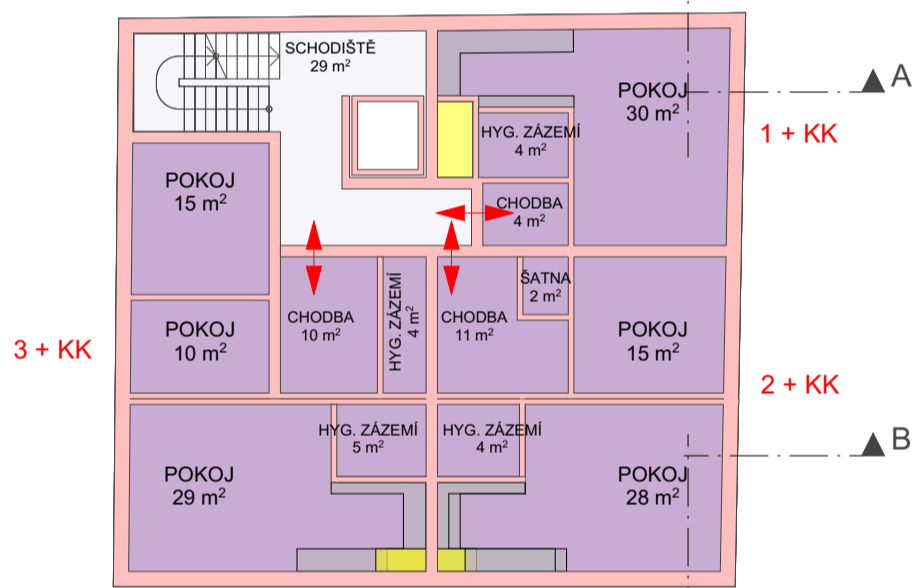 SCHODIŠTĚ
29 m²
POKOJ
30 m²
A
1 + KK
HYG. ZÁZEMÍ
4 m²
POKOJ
15 m²
CHODBA
4 m²
ŠATNA
2 m²
HYG. ZÁZEMÍ
4 m²
CHODBA
10 m²
CHODBA
11 m²
POKOJ
10 m²
POKOJ
15 m²
3 + KK
2 + KK
HYG. ZÁZEMÍ
5 m²
HYG. ZÁZEMÍ
4 m²
B
POKOJ
29 m²
POKOJ
28 m²